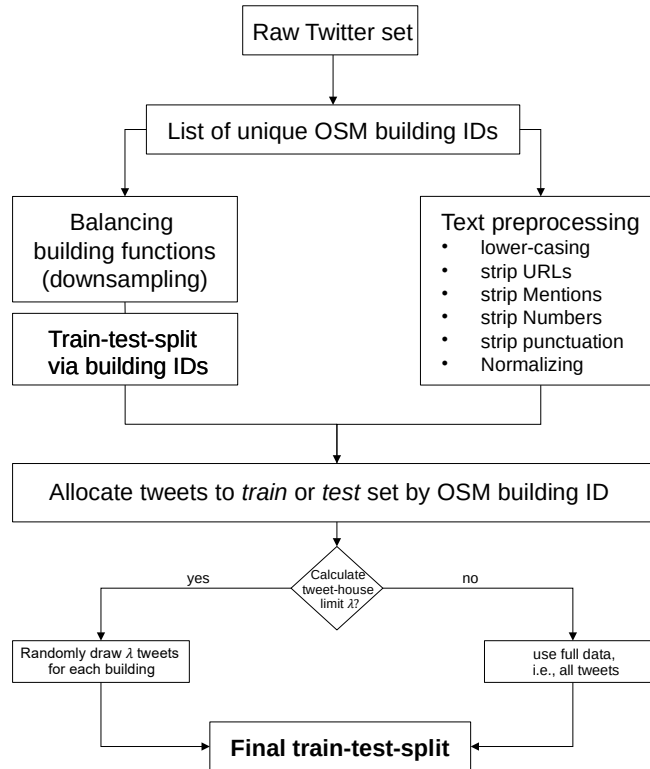 Raw Twitter set
List of unique OSM building IDs
Balancing
building functions
(downsampling)
Train-test-split
via building IDs
Text preprocessing
• lower-casing
• strip URLs
• strip Mentions
• strip Numbers
• strip punctuation
• Normalizing
Allocate tweets to train or test set by OSM building ID
Calculate
tweet-house
limit λ?
yes
no
Randomly draw λ tweets
for each building
use full data,
i.e., all tweets
Final train-test-split